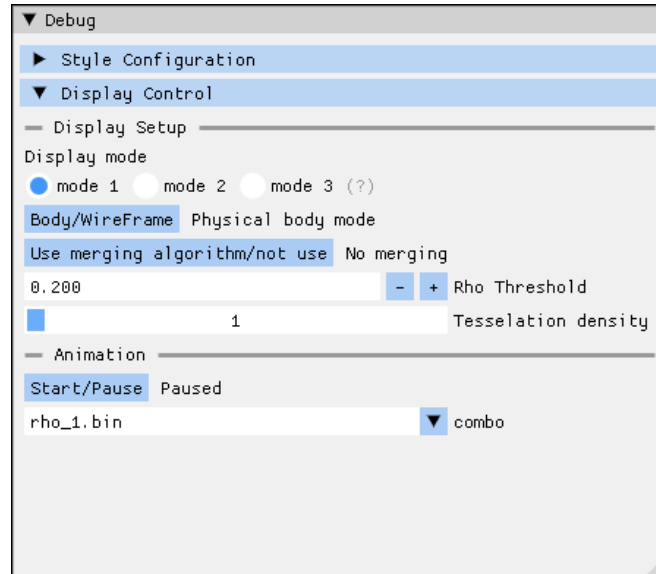 Debug
Style Configuration
Display Control
Display Setup
Display mode
mode 1 mode 2 mode 3 (?)
Body/WireFrame Physical body mode
Use merging algorithm/not use No merging
0.200 - + Rho Threshold
1 Tesselation density
Animation
Start/Pause Paused
rho_1.bin combo